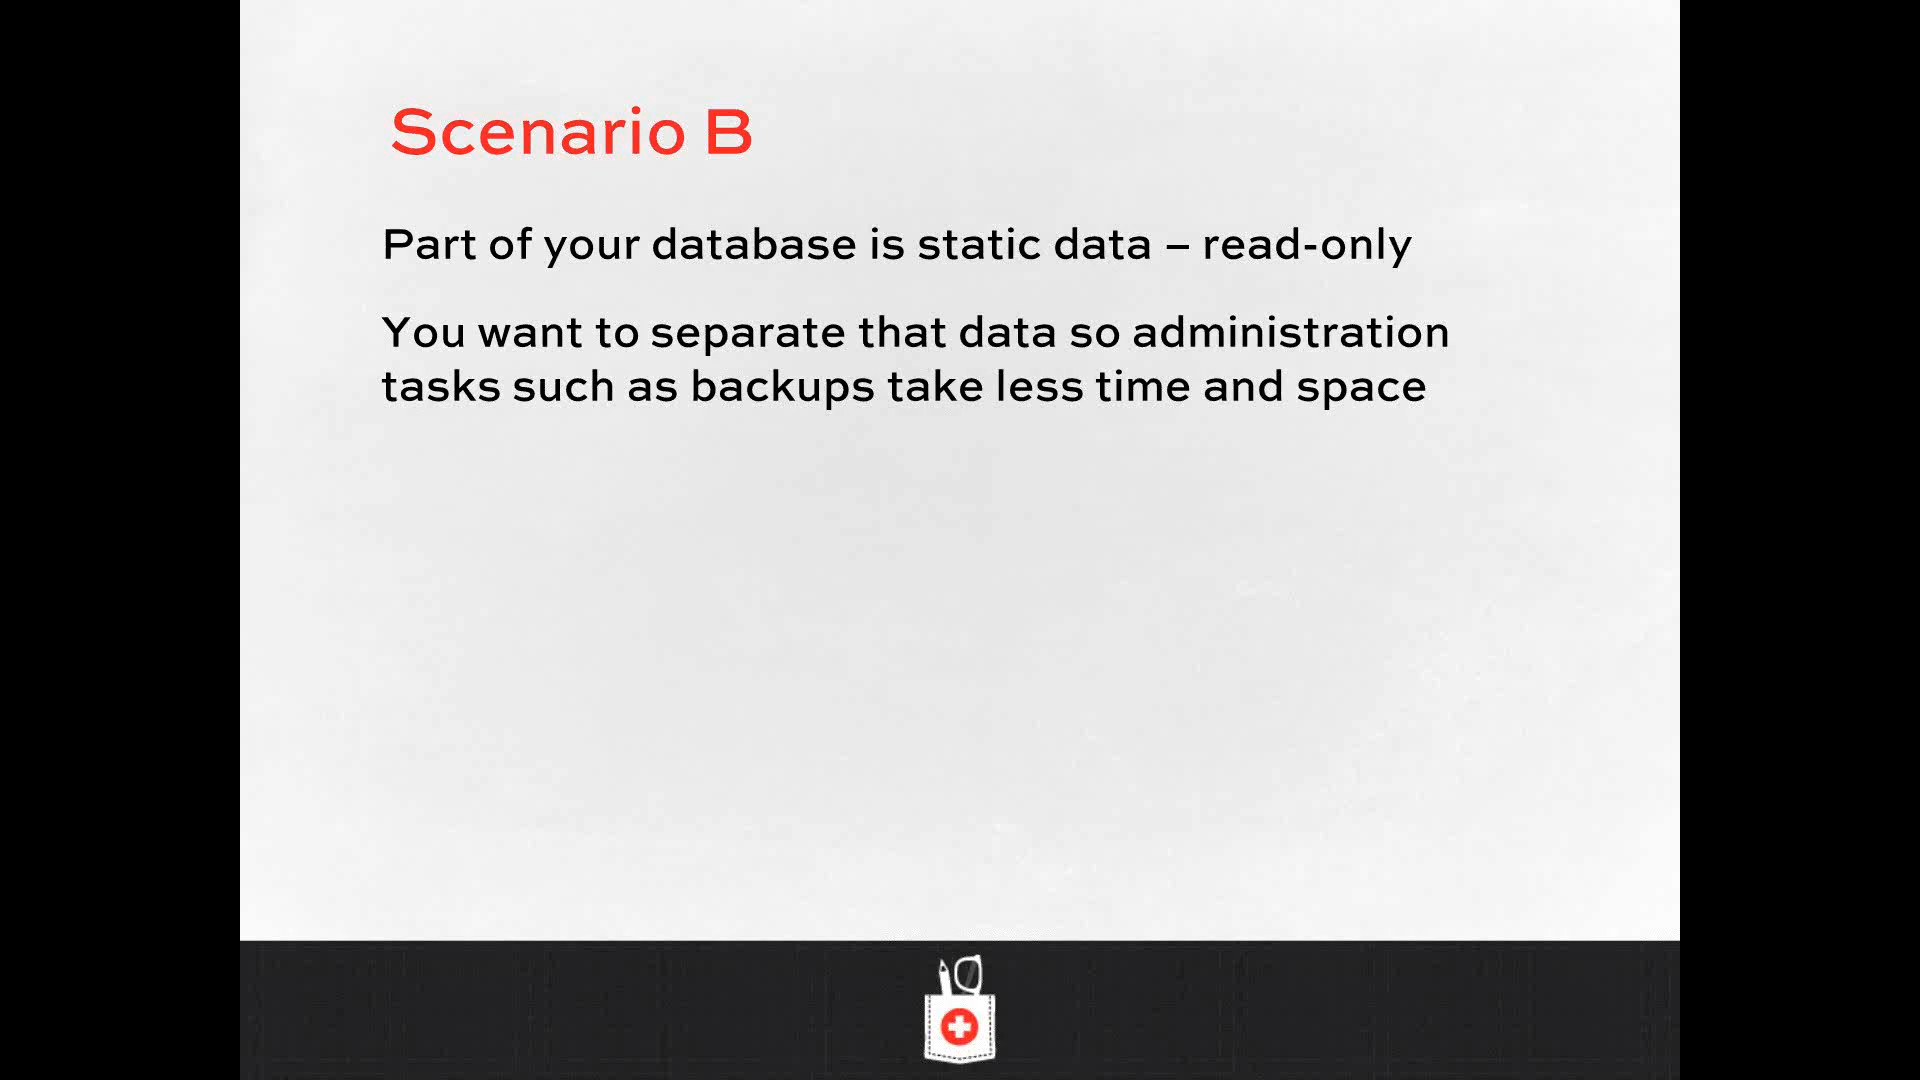 Scenario B
Part of your database is static data – read-only
You want to separate that data so administration
tasks such as backups take less time and space